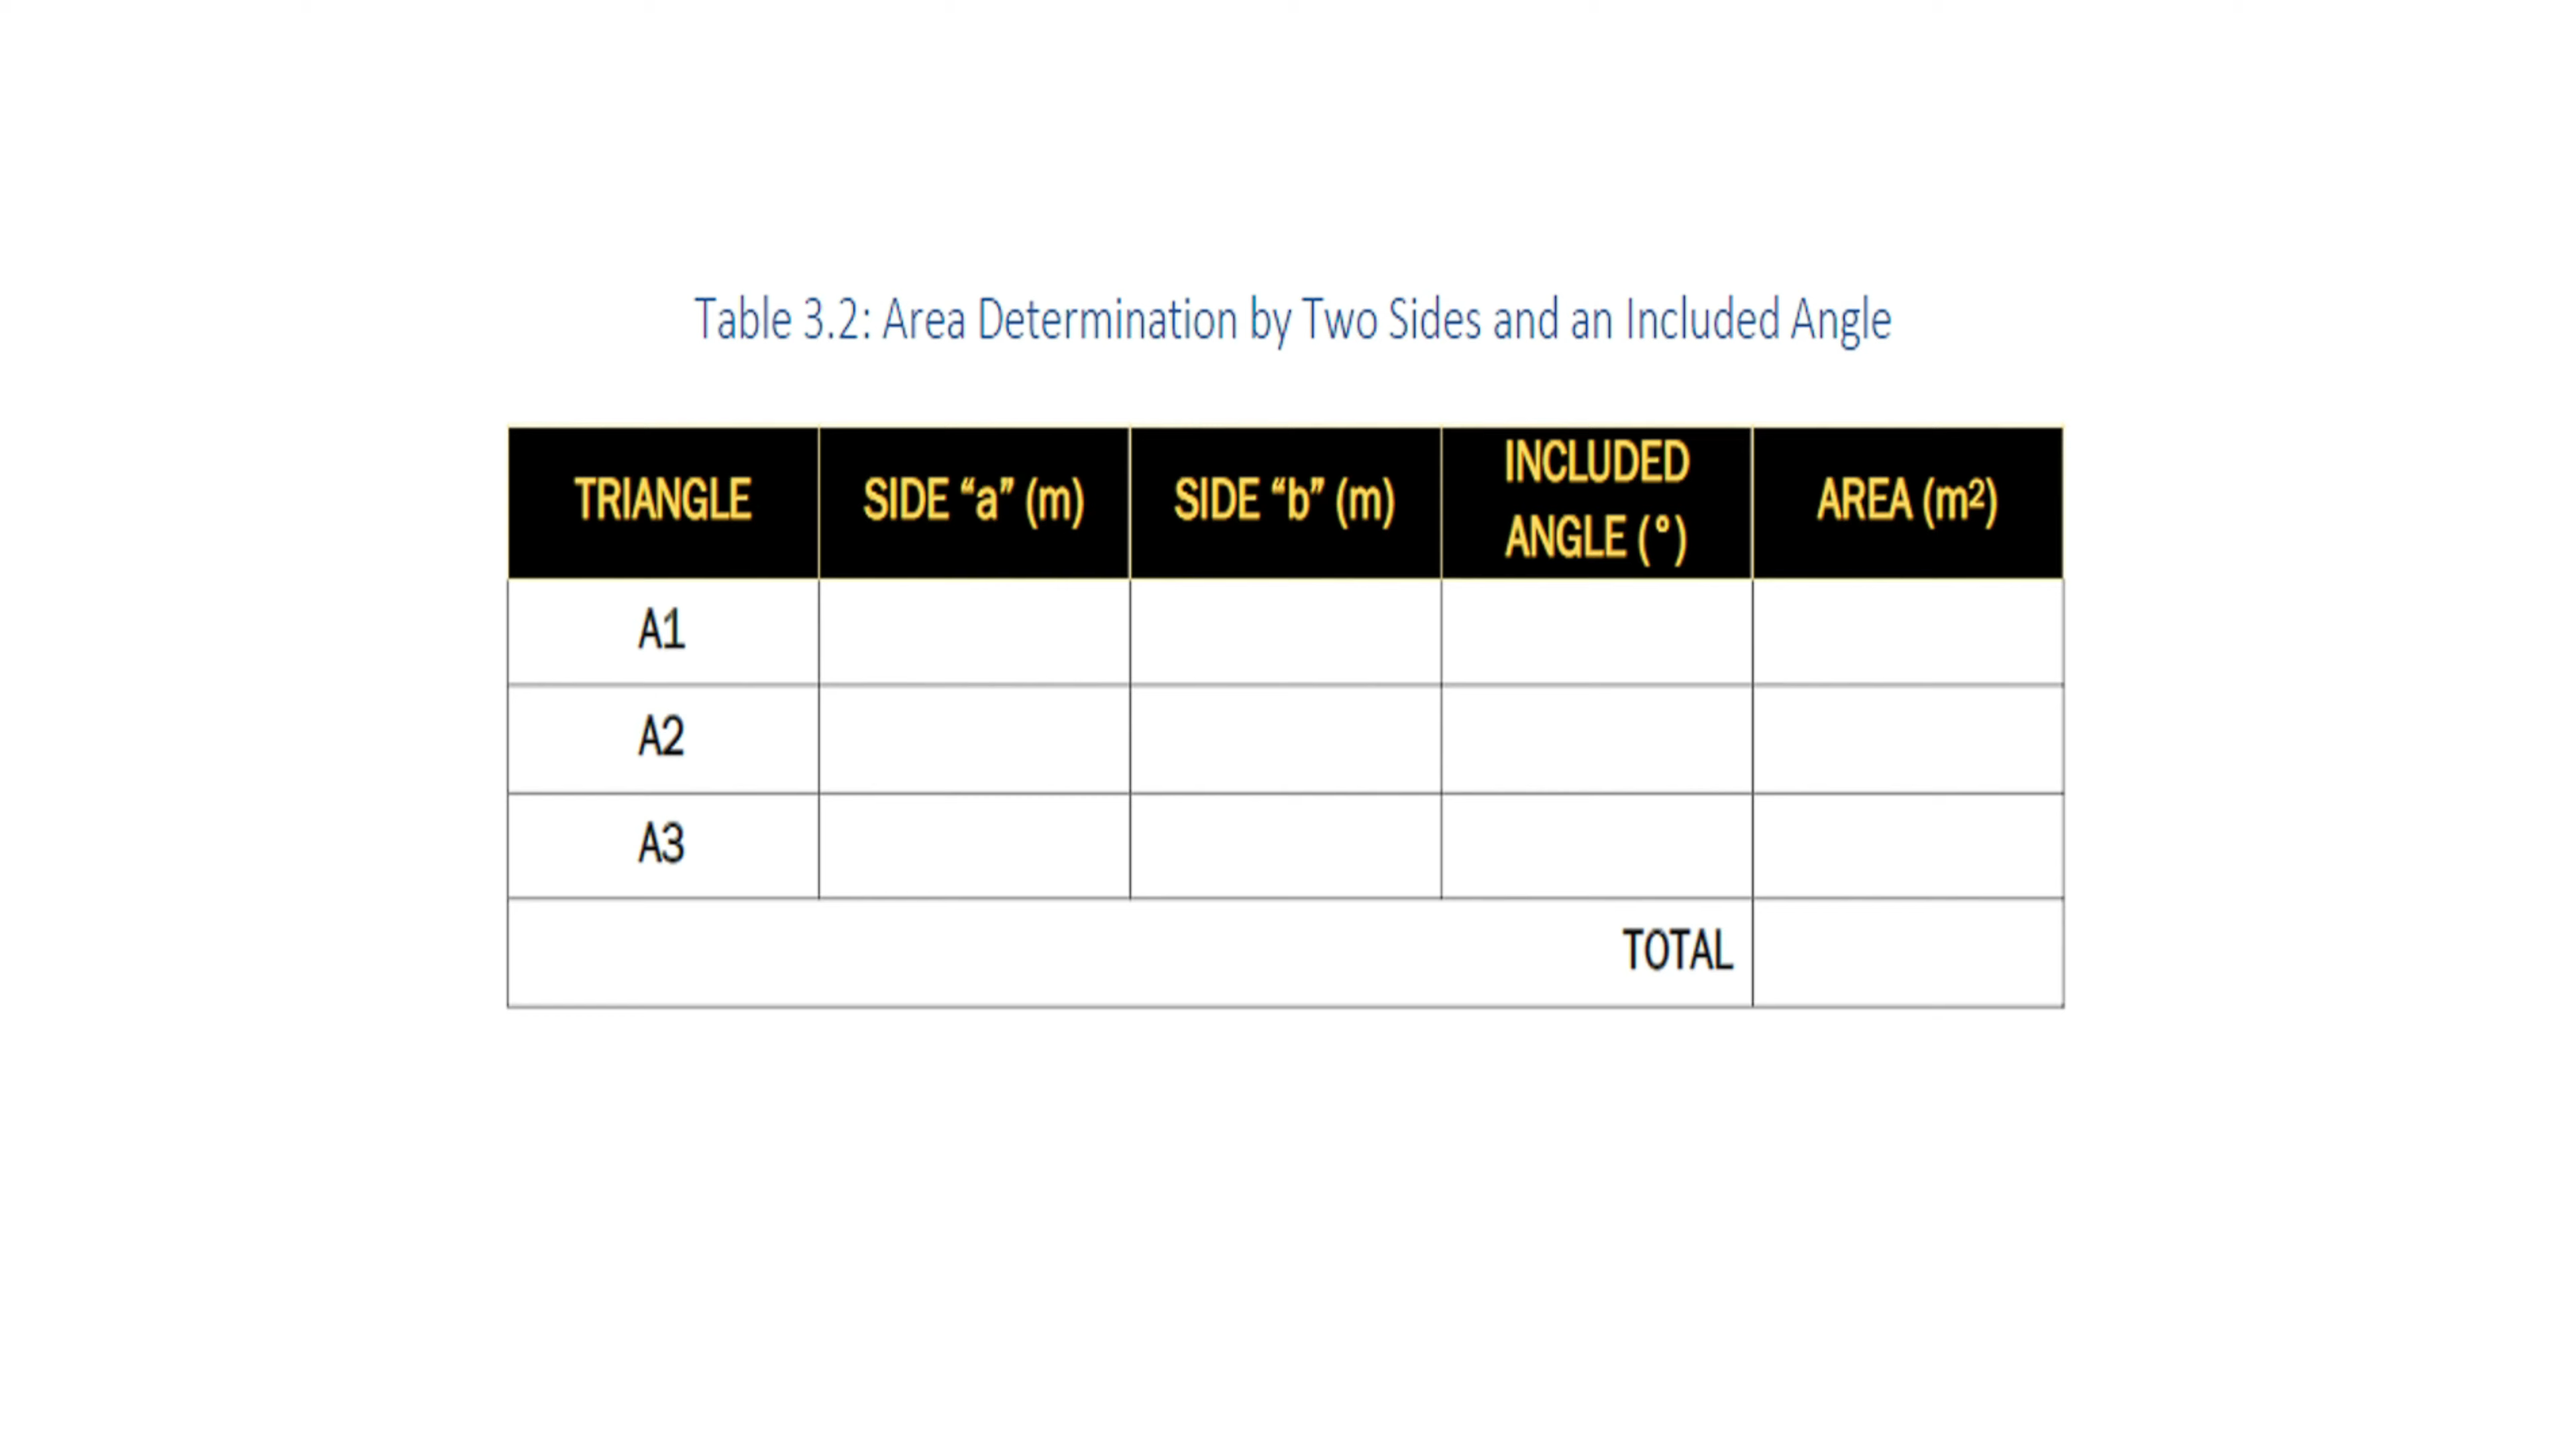 Table 3.2: Area Determination by Two Sides and an Included Angle
TRIANGLE
SIDE “a” (m)
SIDE “b” (m)
INCLUDED
ANGLE (°)
AREA (m²)
A1
A2
A3
TOTAL